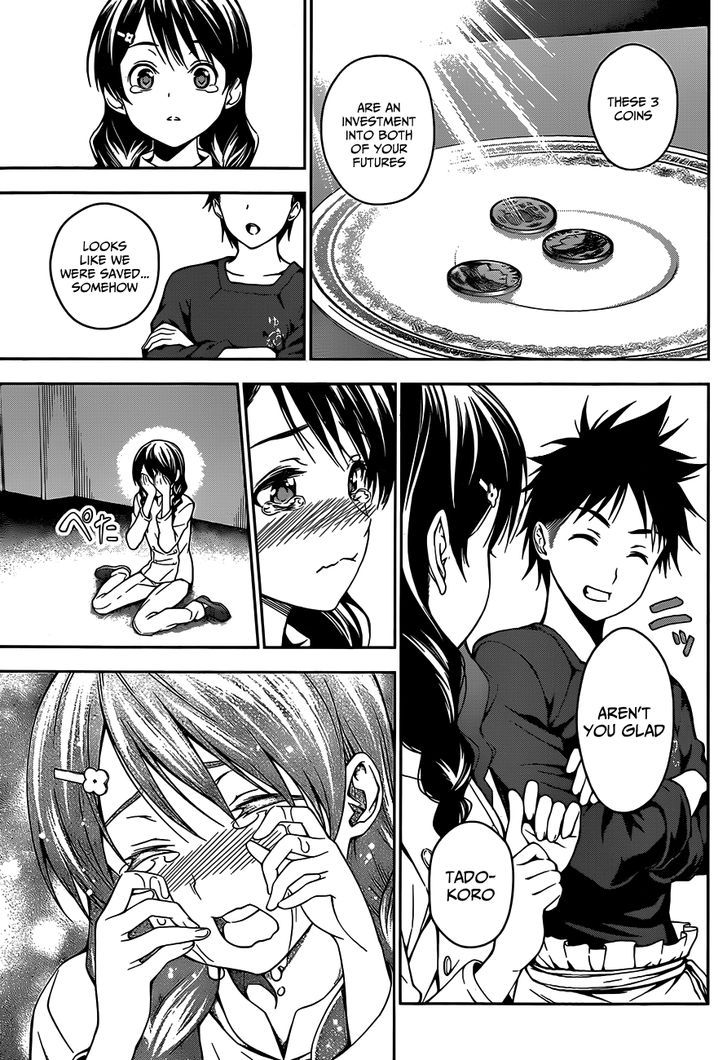 THESE 3
COINS
ARE AN
INVESTMENT
INTO BOTH
OF YOUR
FUTURES
LOOKS
LIKE WE
WERE SAVED...
SOMEHOW
AREN'T
YOU GLAD
TADO-
KORO
ニッ
ぺたん